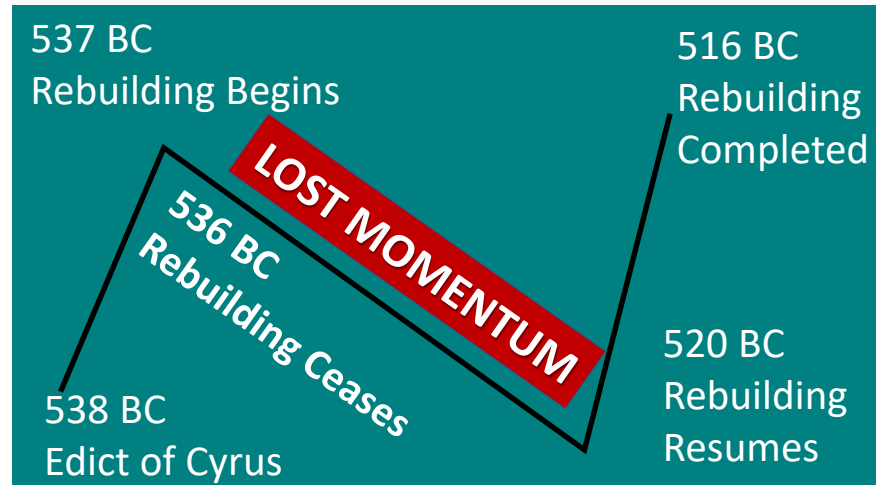 537 BC
Rebuilding Begins
516 BC
Rebuilding
Completed
LOST MOMENTUM
536 BC
Rebuilding Ceases
538 BC
Edict of Cyrus
520 BC
Rebuilding
Resumes